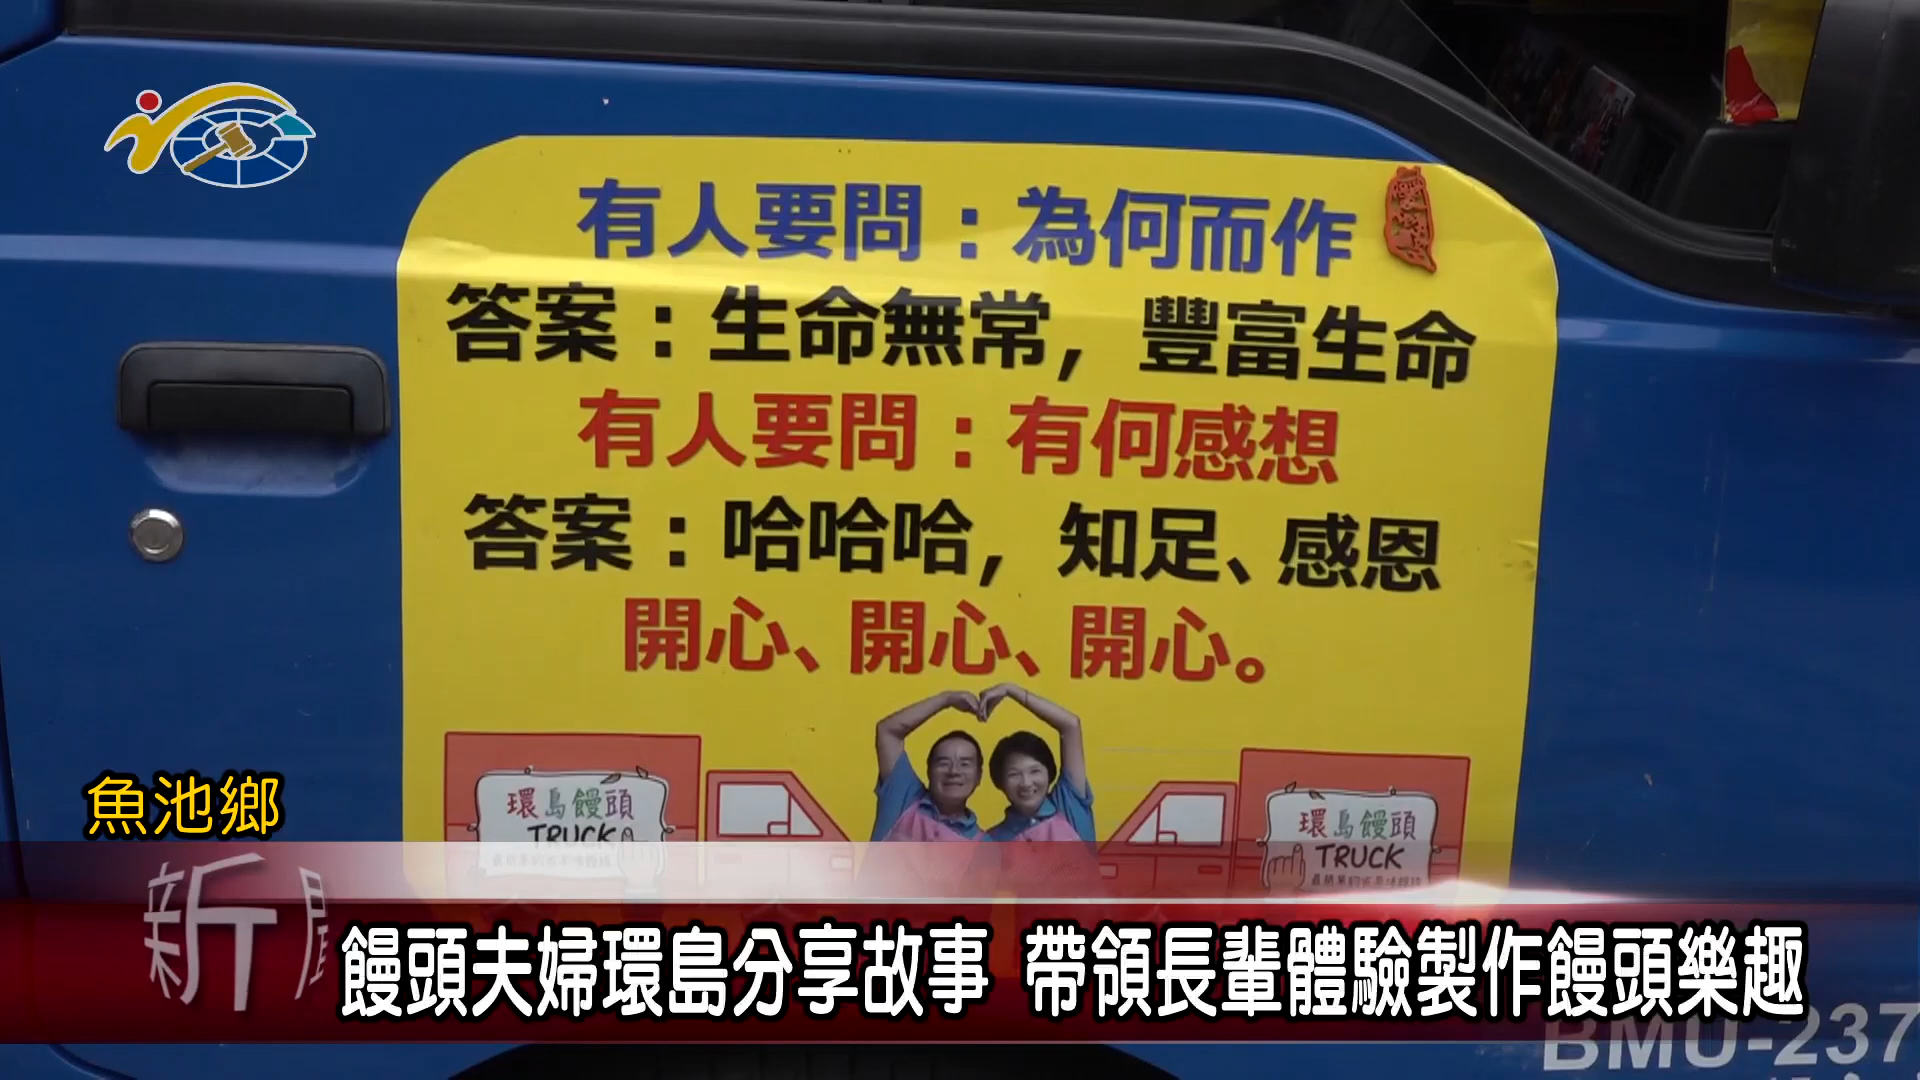 有人要問：為何而作
答案：生命無常，豐富生命
有人要問：有何感想
答案：哈哈哈，知足、感恩
開心、開心、開心。
環島饅頭
TRUCK
環島饅頭
TRUCK
魚池鄉
新
饅頭夫婦環島分享故事 帶領長輩體驗製作饅頭樂趣
BMU-237